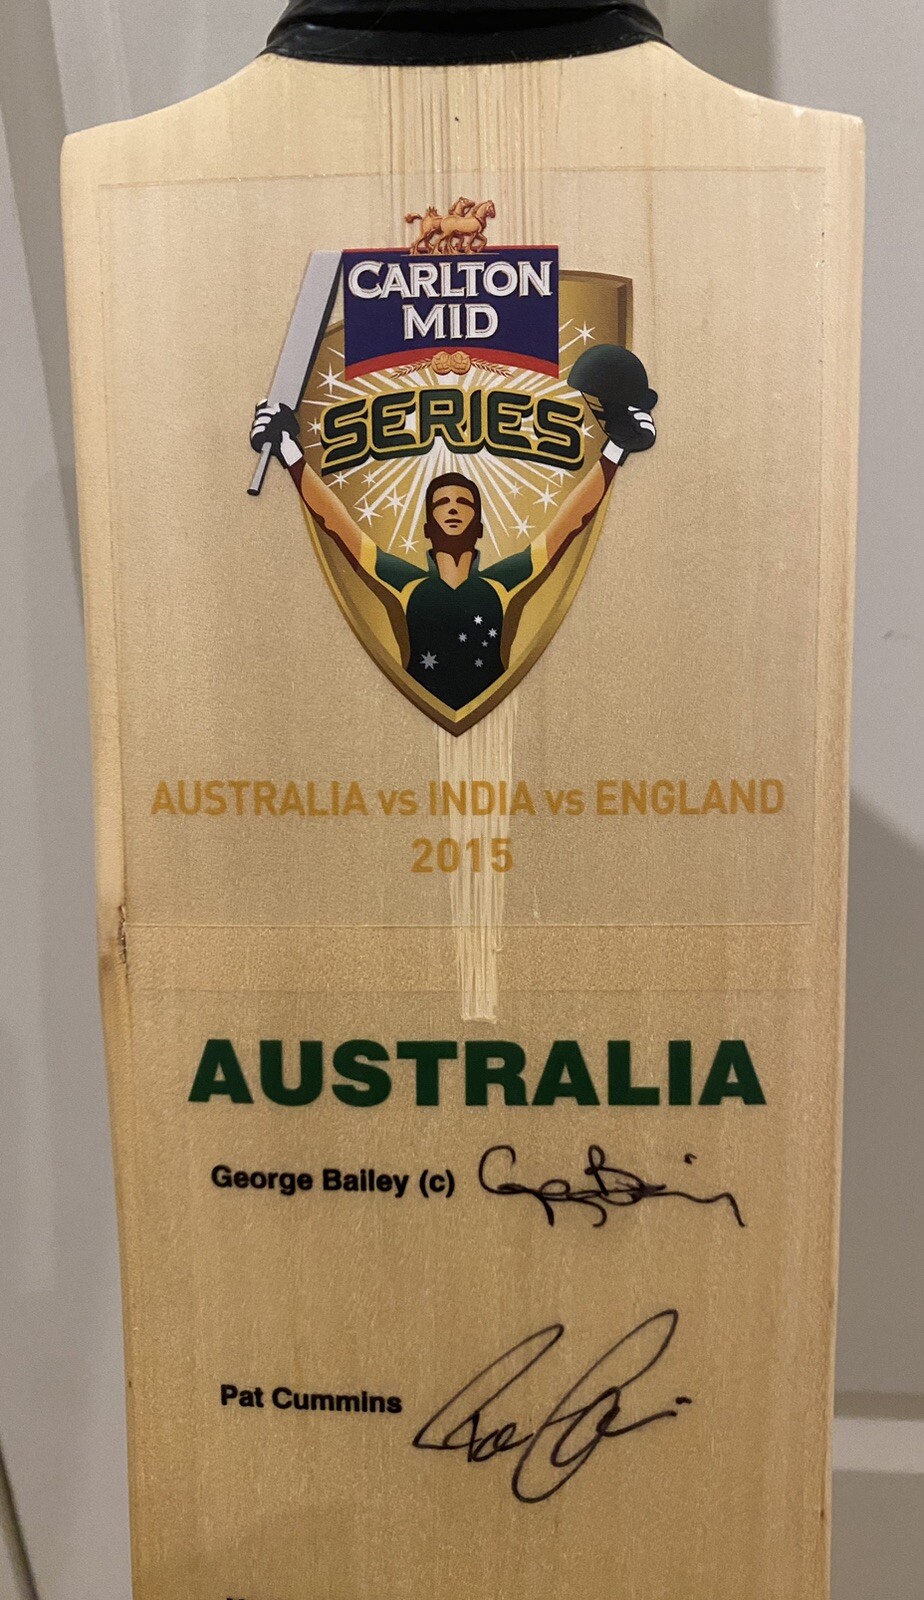 CARLTON
MID
SERIES
AUSTRALIA vs INDIA vs ENGLAND
2015
AUSTRALIA
George Bailey (c)
Pat Cummins